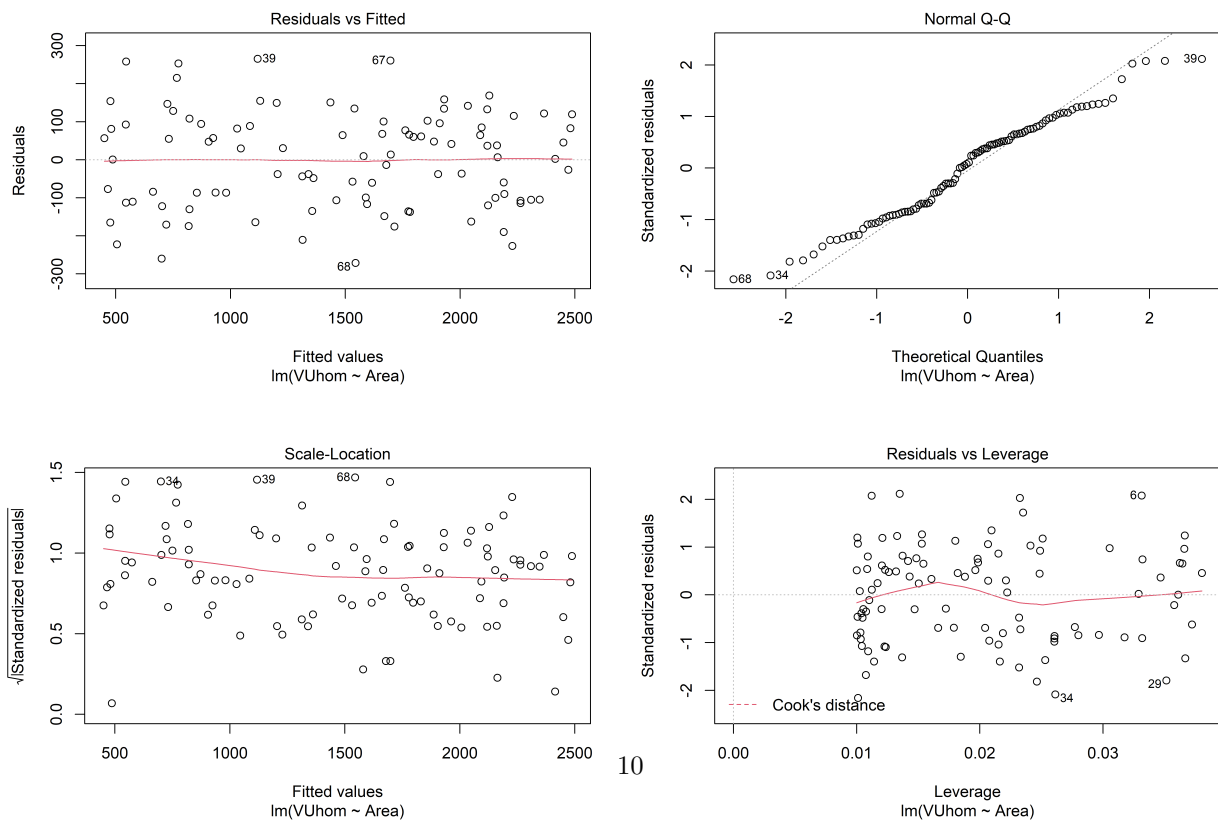 Residuals vs Fitted
300
100
0
-100
-300
Residuals
39
67
68
500 1000 1500 2000 2500
Fitted values
lm(VUhom ~ Area)
Normal Q-Q
2
1
0
-1
-2
Standardized residuals
39
34
68
-2 -1 0 1 2
Theoretical Quantiles
lm(VUhom ~ Area)
Scale-Location
1.5
1.0
0.5
0.0
√|Standardized residuals|
34
39
68
500 1000 1500 2000 2500
Fitted values
lm(VUhom ~ Area)
Residuals vs Leverage
2
1
0
-1
-2
Standardized residuals
6
29
34
Cook's distance
0.00 0.01 0.02 0.03
Leverage
lm(VUhom ~ Area)
10